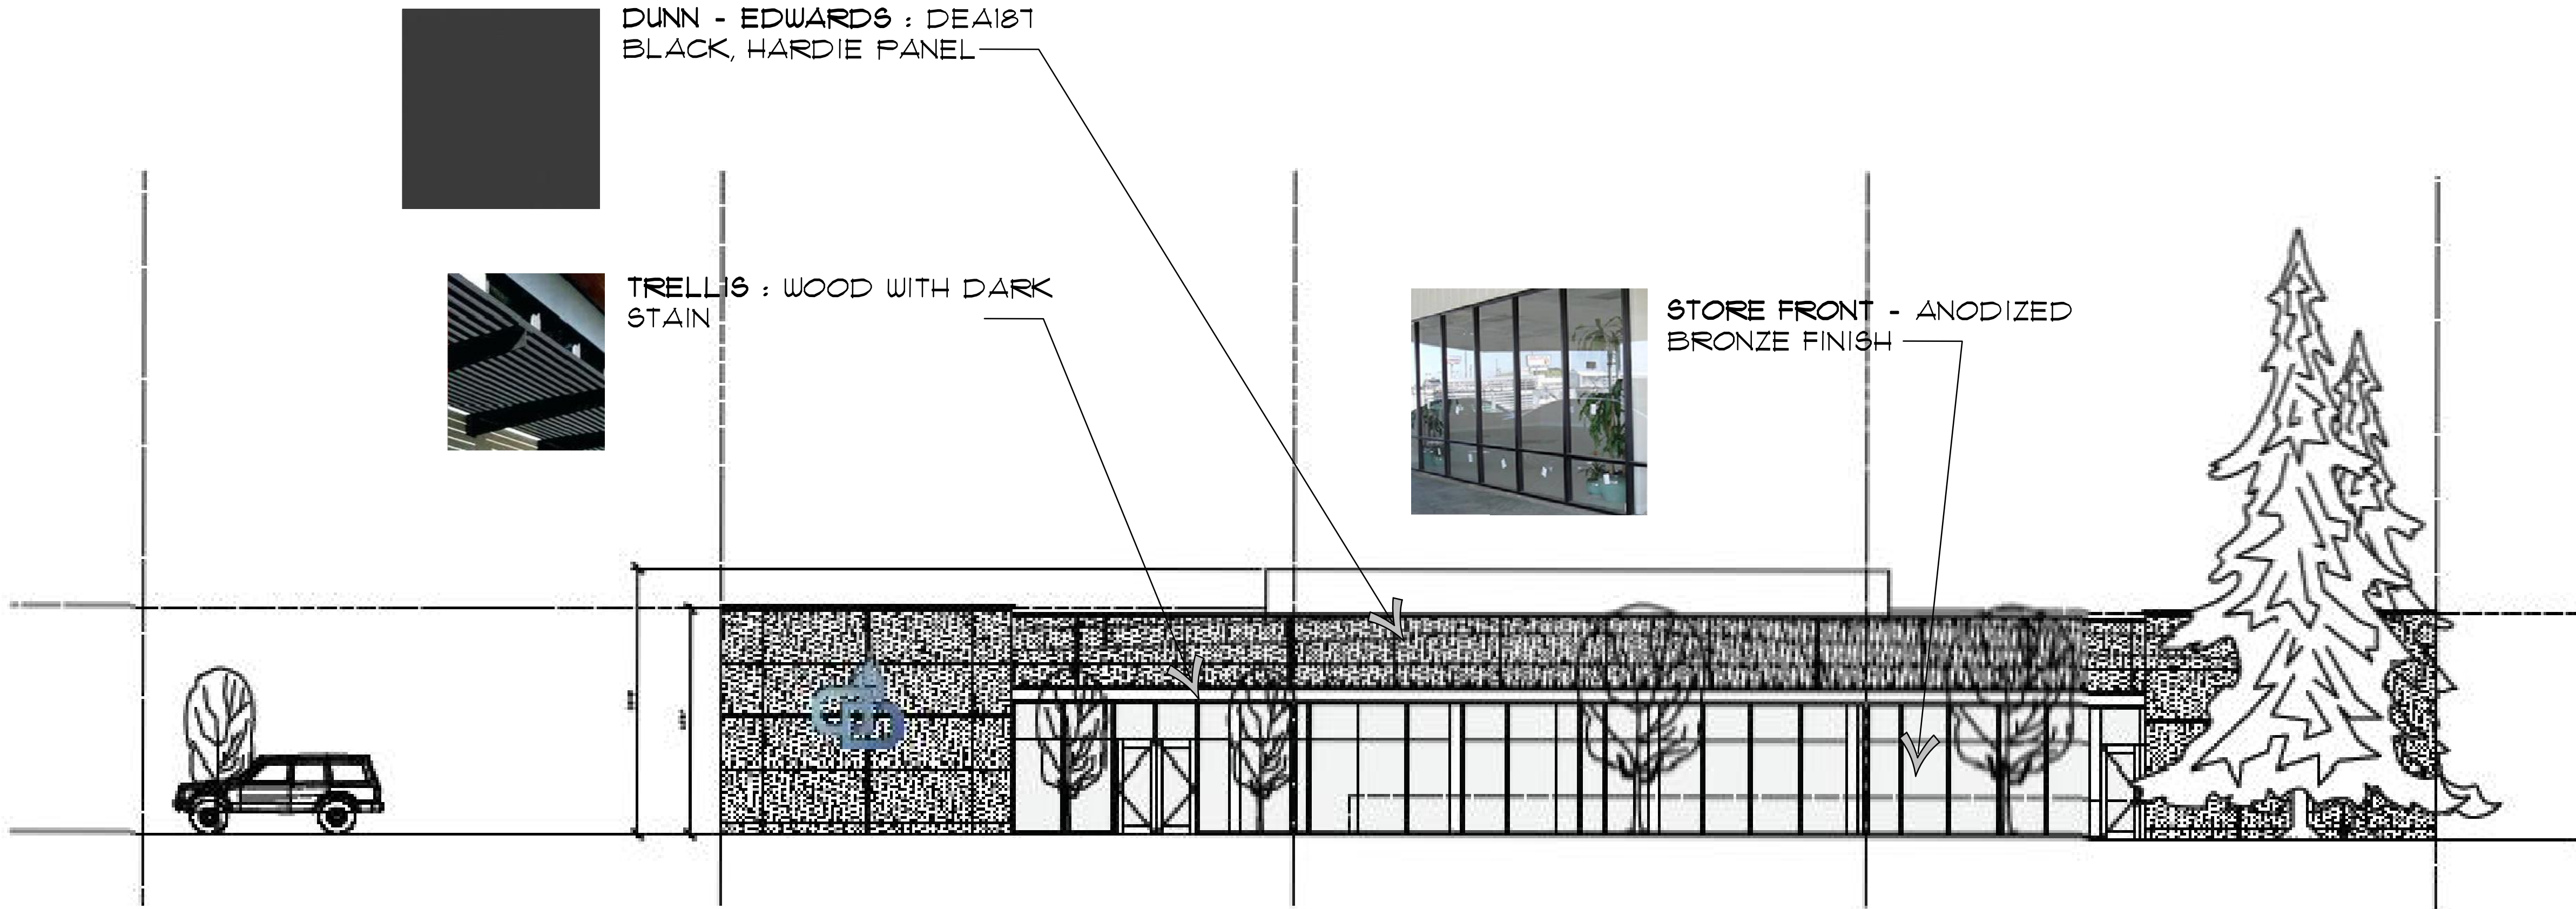 DUNN - EDWARDS : DEA187
BLACK, HARDIE PANEL
TRELLIS : WOOD WITH DARK
STAIN
STORE FRONT - ANODIZED
BRONZE FINISH